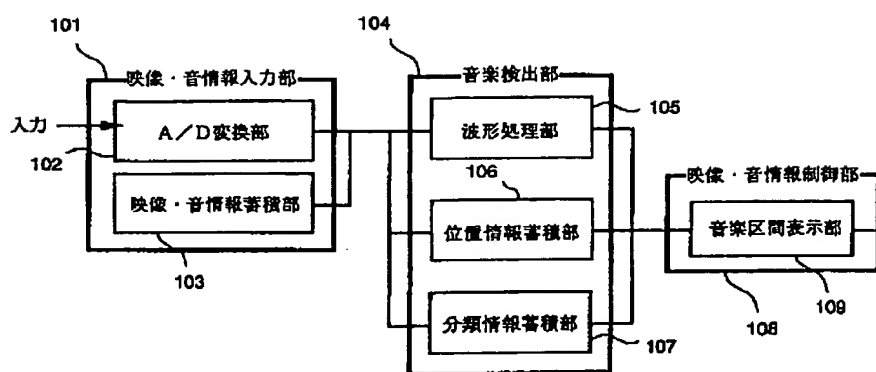 101
映像・音情報入力部
入力
A/D変換部
102
映像・音情報蓄積部
103
104
音楽検出部
波形処理部
105
106
位置情報蓄積部
分類情報蓄積部
107
映像・音情報制御部
音楽区間表示部
108
109